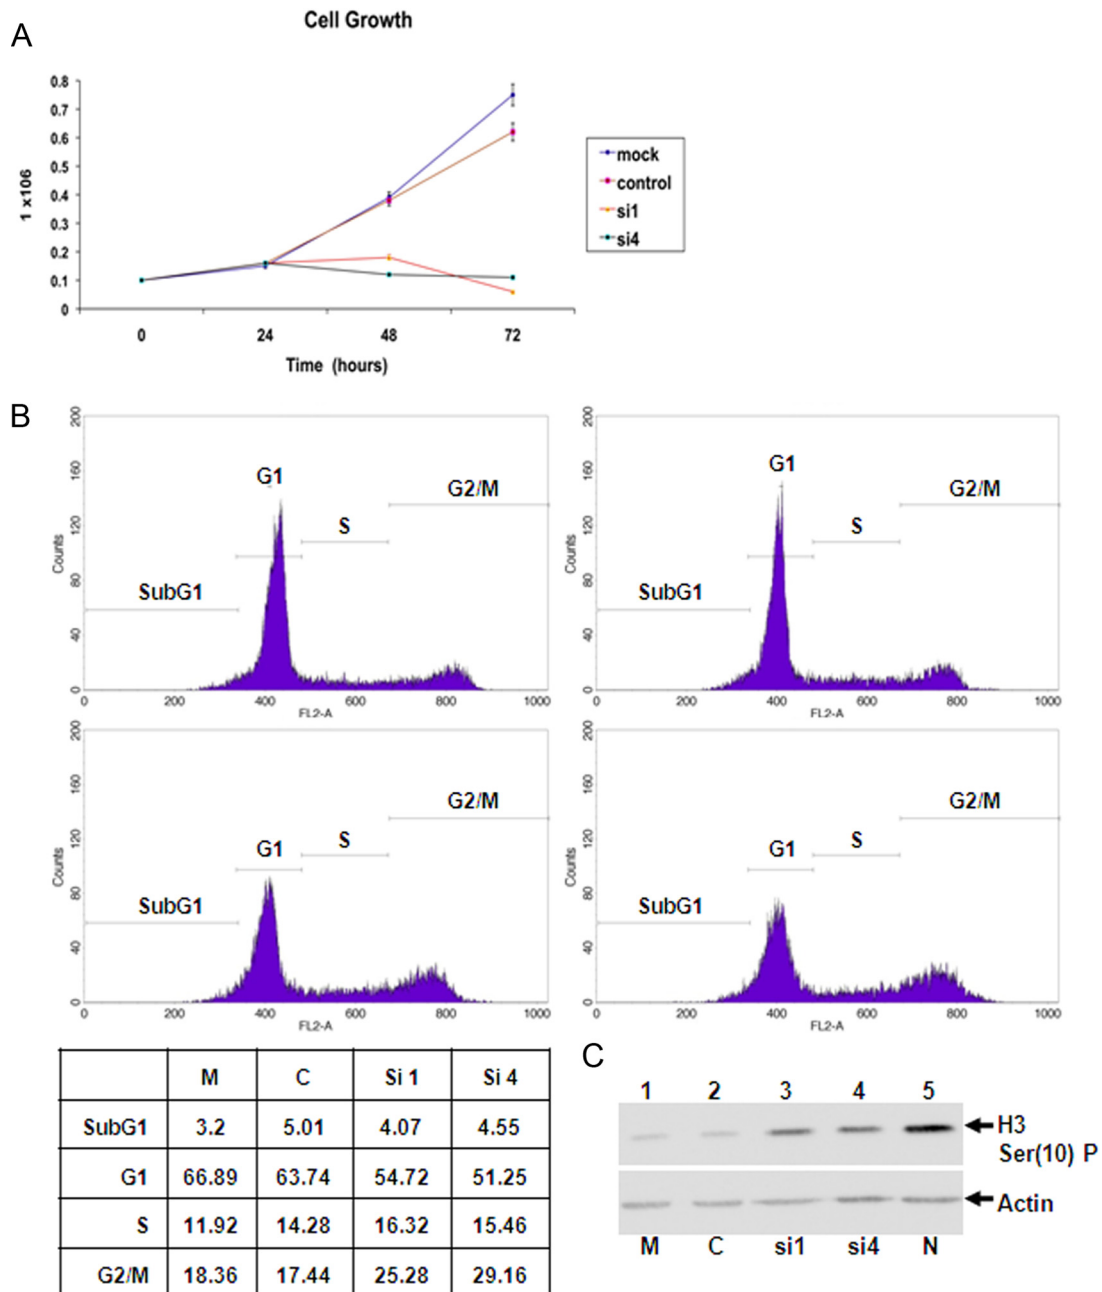 Cell Growth
A
0.8
0.7
0.6
0.5
0.4
0.3
0.2
0.1
0
1 x106
0 24 48 72
Time (hours)
mock
control
si1
si4
B
200
160
120
80
40
0
Counts
SubG1
G1
S
G2/M
0 200 400 600 800 1000
FL2-A
200
160
120
80
40
0
Counts
SubG1
G1
S
G2/M
0 200 400 600 800 1000
FL2-A
200
160
120
80
40
0
Counts
SubG1
G1
S
G2/M
0 200 400 600 800 1000
FL2-A
200
160
120
80
40
0
Counts
SubG1
G1
S
G2/M
0 200 400 600 800 1000
FL2-A
M C Si 1 Si 4
SubG1 3.2 5.01 4.07 4.55
G1 66.89 63.74 54.72 51.25
S 11.92 14.28 16.32 15.46
G2/M 18.36 17.44 25.28 29.16
C
1 2 3 4 5
H3
Ser(10) P
Actin
M C si1 si4 N